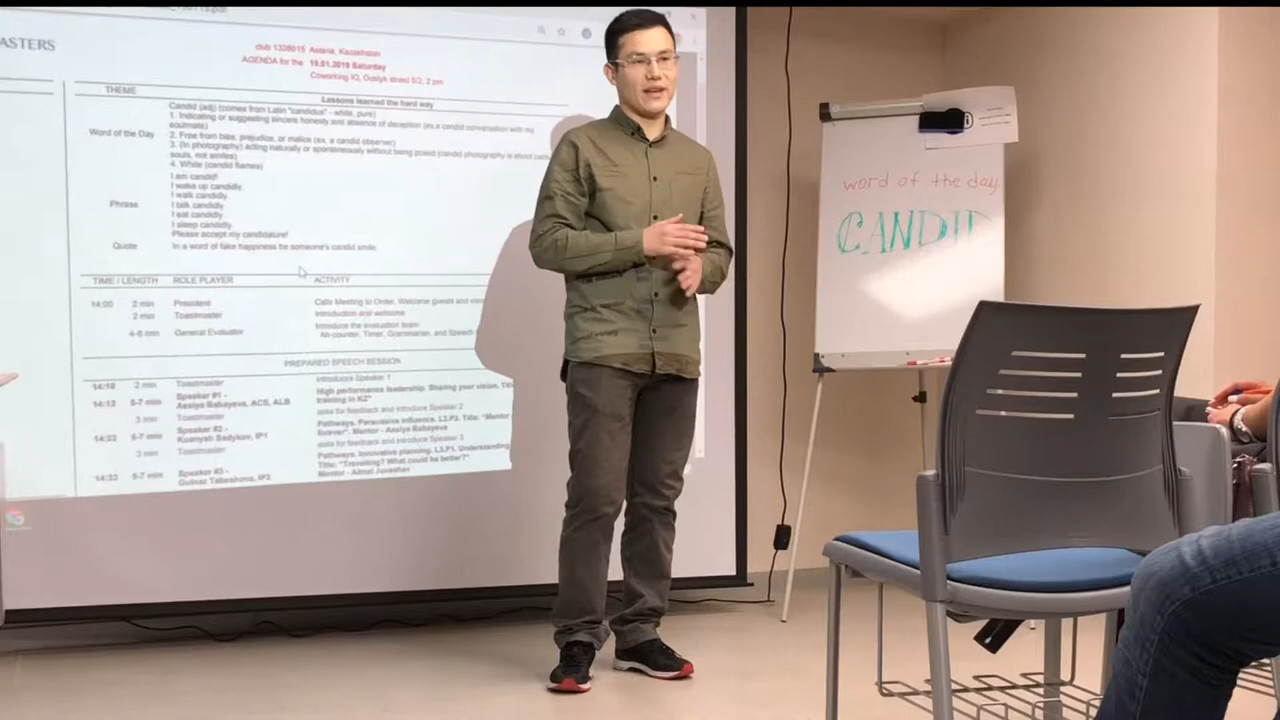 ASTERS
club 1338015 Astana, Kazakhstan
AGENDA for the 19.01.2019 Saturday
Coworking IQ, Dostyk street 5/2, 2 pm
THEME Lessons learned the hard way
Candid (adj) (comes from Latin "candidus" - white, pure)
1. Indicating or suggesting sincere honesty and absence of deception (ex.a candid conversation with my
soulmate)
Word of the Day 2. Free from bias, prejudice, or malice (ex. a candid observer)
3. (In photography) acting naturally or spontaneously without being posed (candid photography is about
souls, not smiles)
4. White (candid flames)
I am candid!
I wake up candidly.
I walk candidly.
Phrase I talk candidly
I eat candidly.
I sleep candidly.
Please accept my candidature!
Quote In a word of fake happiness be someone's candid smile.
TIME / LENGTH ROLE PLAYER ACTIVITY
14:00 2 min President Calls Meeting to Order, Welcome guests and
2 min Toastmaster Introduction and welcome
4-6 min General Evaluator Introduce the evaluation team:
Ah-counter, Timer, Grammarian, and Speech
PREPARED SPEECH SESSION
14:10 2 min Toastmaster Introduces Speaker 1
14:12 5-7 min Speaker #1 - High performance leadership. Sharing your vision.
Assiya Babayeva, ACS, ALB training in KZ"
3 min Toastmaster asks for feedback and introduce Speaker 2
14:22 5-7 min Speaker #2 - Pathways. Persuasive influence. L2.P2. Title: "Mentor
Kuanysh Sadykov, IP1 forever". Mentor - Assiya Babayeva
3 min Toastmaster asks for feedback and introduce Speaker 3
14:32 5-7 min Speaker #3 - Pathways. Innovative planning. L3.P1. Understanding
Title: "Travelling? What could be better?"
Mentor - Aimat
word of the day
CANDID